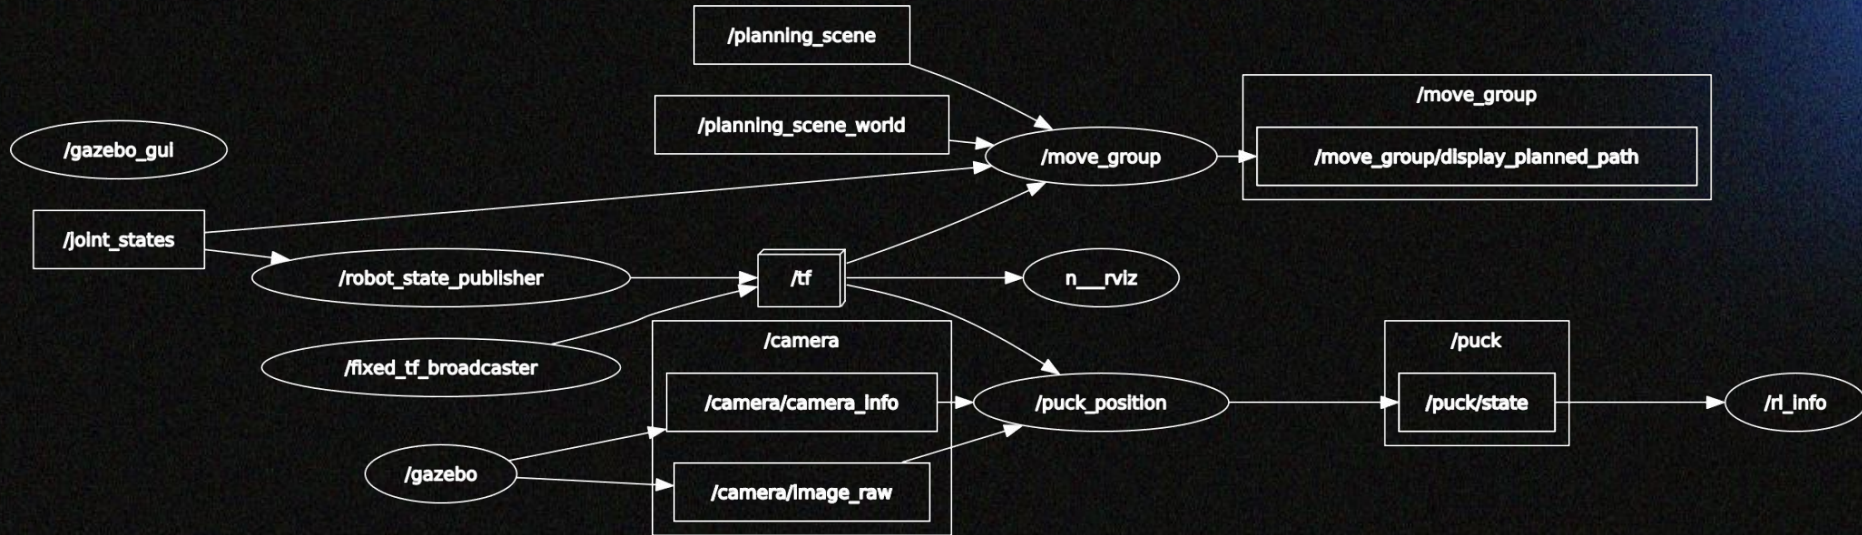 /planning_scene
/planning_scene_world
/gazebo_gui
/move_group
/move_group
/move_group/display_planned_path
/joint_states
/robot_state_publisher
/tf
n___rviz
/fixed_tf_broadcaster
/camera
/camera/camera_info
/puck_position
/puck
/puck/state
/rl_info
/gazebo
/camera/image_raw